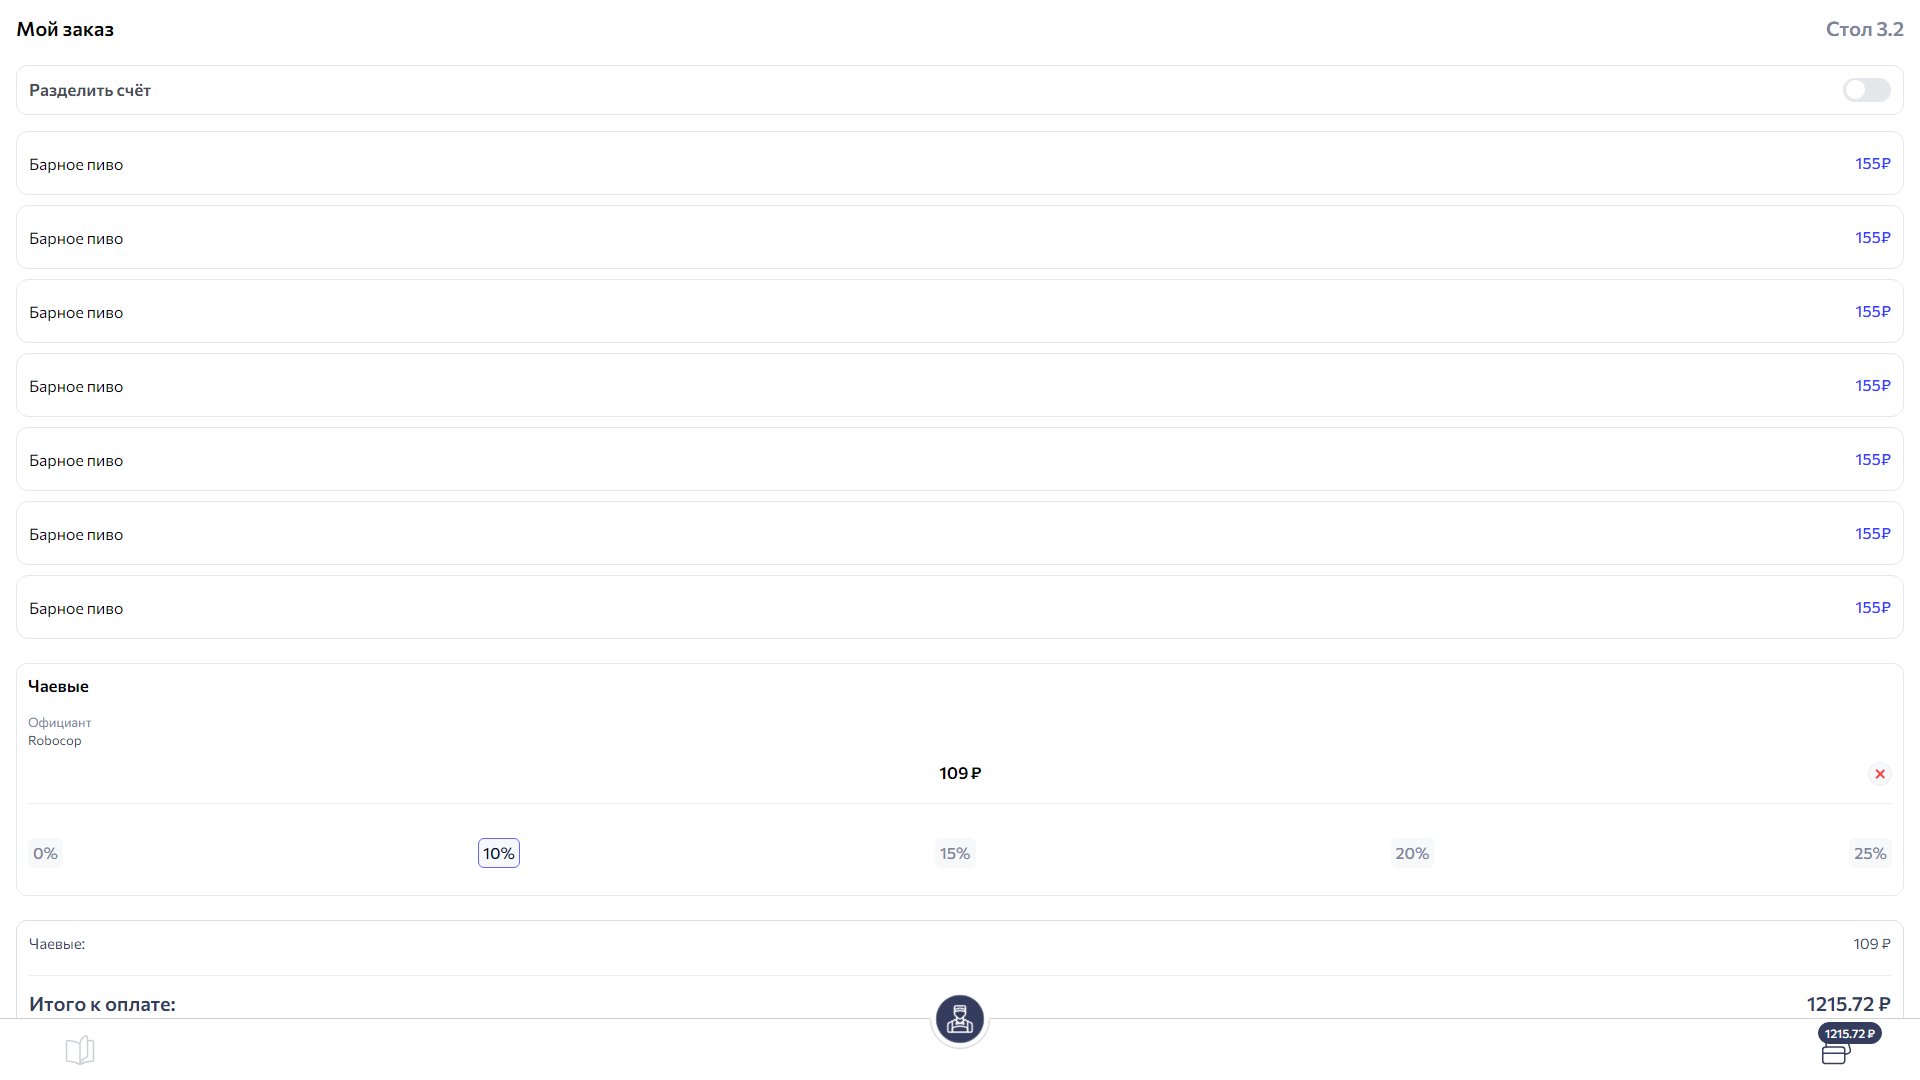 Мой заказ
Стол 3.2
Разделить счёт
Барное пиво
155₽
Барное пиво
155₽
Барное пиво
155₽
Барное пиво
155₽
Барное пиво
155₽
Барное пиво
155₽
Барное пиво
155₽
Чаевые
Официант
Robocop
109 ₽
0%
10%
15%
20%
25%
Чаевые:
109 ₽
Итого к оплате:
1215.72 ₽
1215.72 ₽